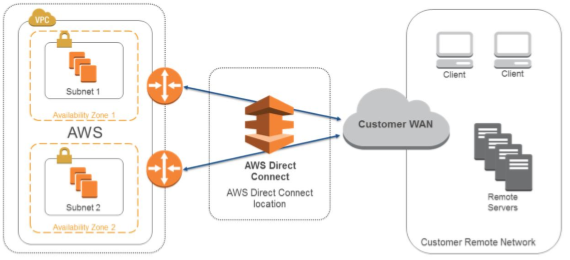 VPC
Subnet 1
Availability Zone 1
AWS
Subnet 2
Availability Zone 2
AWS Direct
Connect
AWS Direct Connect
location
Customer WAN
Client
Client
Remote
Servers
Customer Remote Network